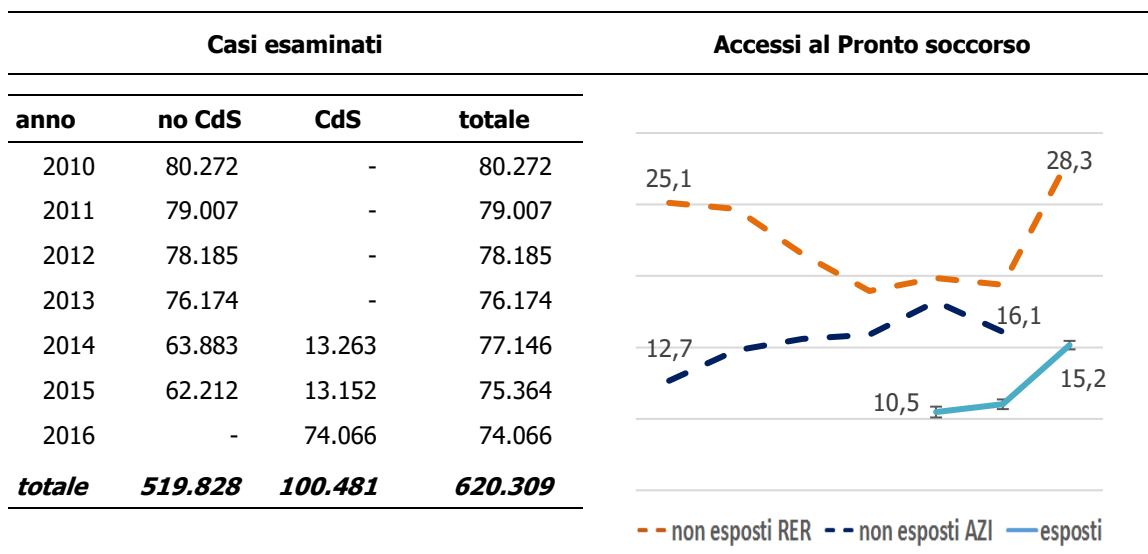 Casi esaminati Accessi al Pronto soccorso
anno no CdS CdS totale
2010 80.272 - 80.272
2011 79.007 - 79.007
2012 78.185 - 78.185
2013 76.174 - 76.174
2014 63.883 13.263 77.146
2015 62.212 13.152 75.364
2016 - 74.066 74.066
totale 519.828 100.481 620.309
28,3
25,1
16,1
12,7
15,2
10,5
non esposti RER non esposti AZI esposti